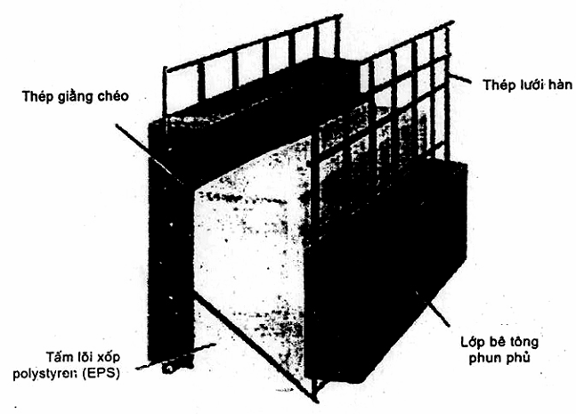 Thép giằng chéo
Thép lưới hàn
Tấm lõi xốp
polystyren (EPS)
Lớp bê tông
phun phủ